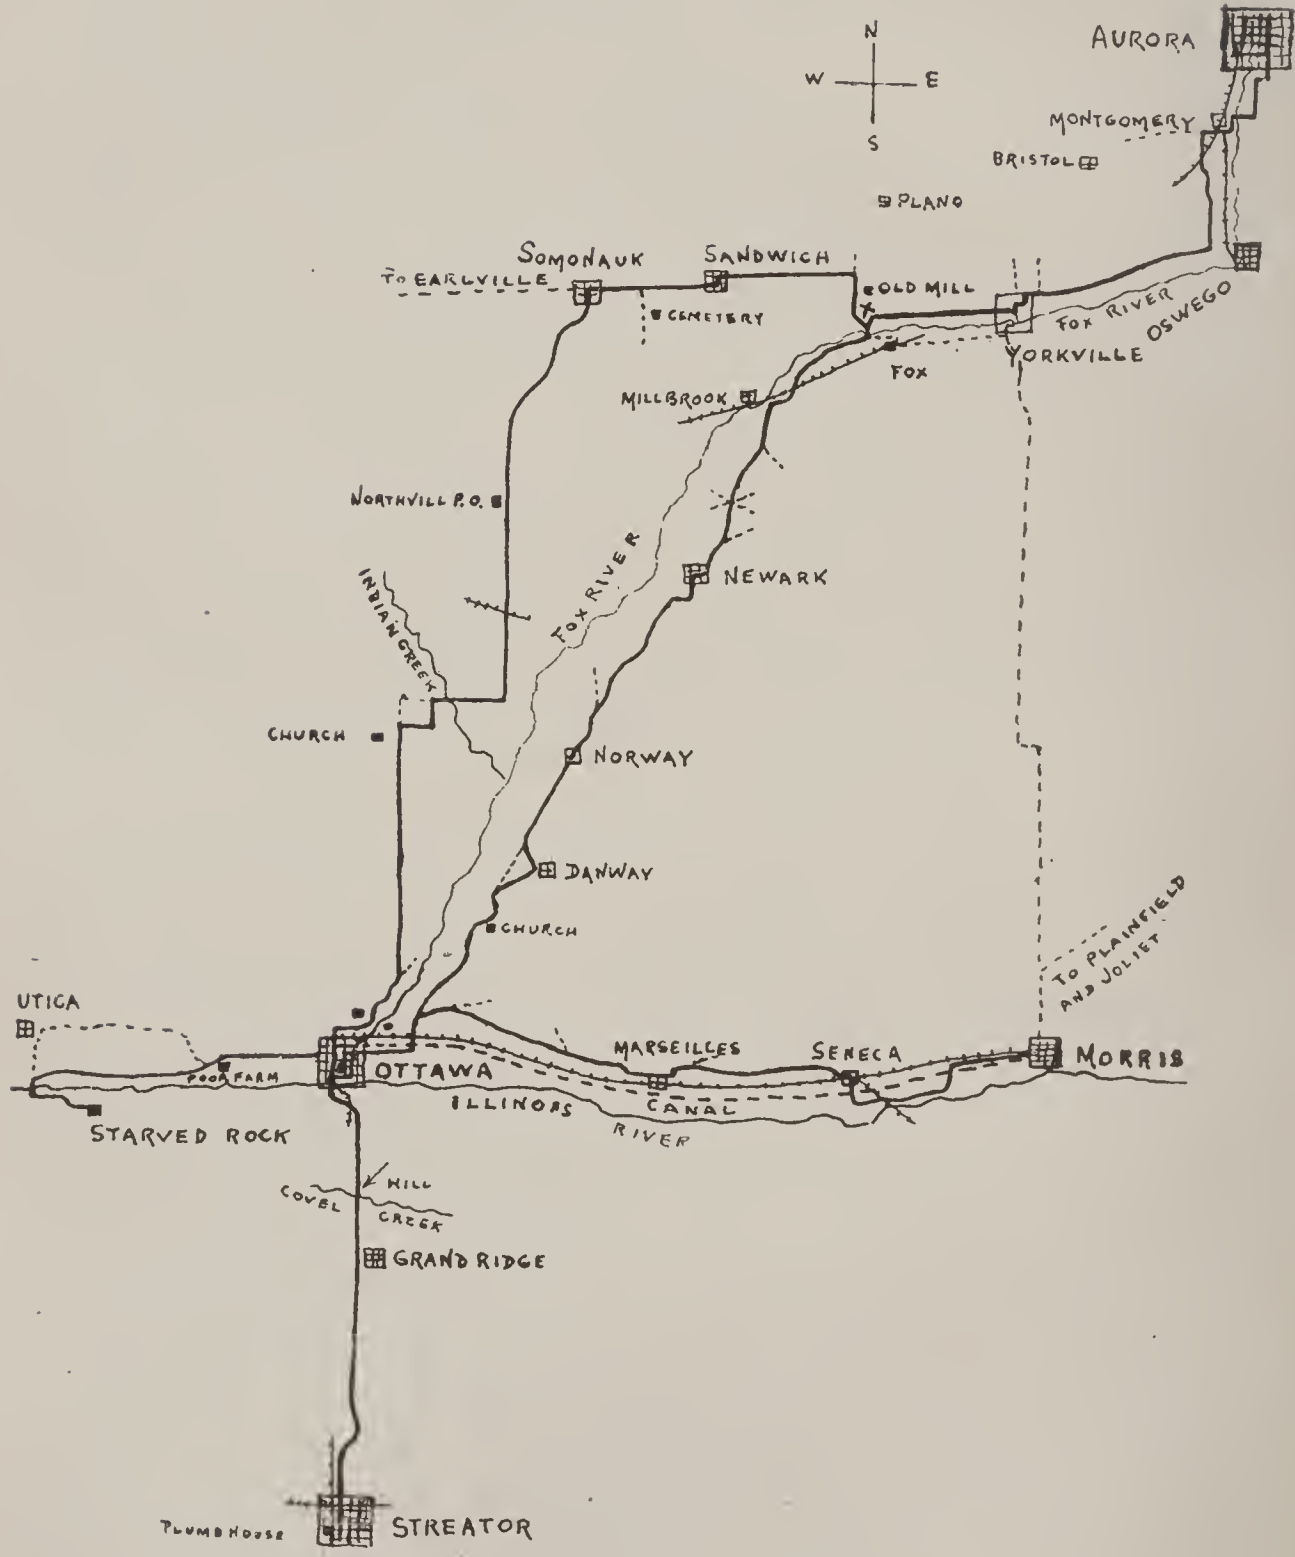 N
AURORA
W E
MONTGOMERY
S
BRISTOL
PLANO
SOMONAUK
SANDWICH
TO EARLVILLE
OLD MILL
X
CEMETERY
FOX RIVER
OSWEGO
YORKVILLE
FOX
MILLBROOK
NORTHVILL P.O.
FOX RIVER
NEWARK
INDIAN CREEK
CHURCH
NORWAY
DANWAY
CHURCH
TO PLAINFIELD
AND JOLIET
UTICA
MARSEILLES
SENECA
MORRIS
POOR FARM
OTTAWA
ILLINOIS
CANAL
RIVER
STARVED ROCK
HILL
COVEL
CREEK
GRAND RIDGE
PLUMB HOUSE
STREATOR